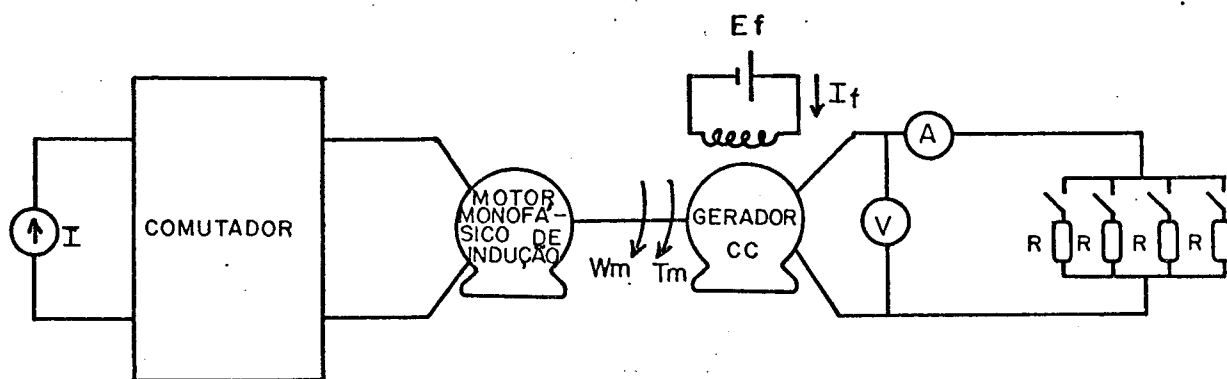 Ef
If
A
I
COMUTADOR
MOTOR
MONOFÁ-
SICO DE
INDUÇÃO
Wm
Tm
GERADOR
CC
V
R
R
R
R